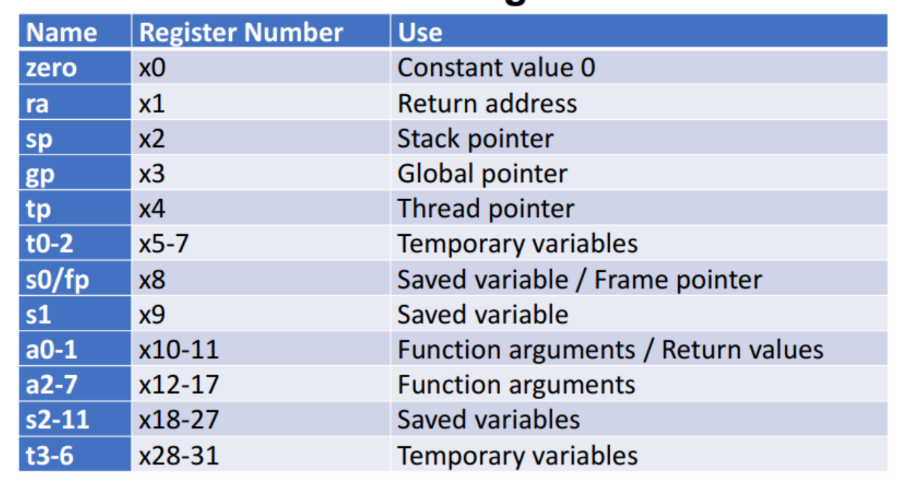 Name Register Number Use
zero x0 Constant value 0
ra x1 Return address
sp x2 Stack pointer
gp x3 Global pointer
tp x4 Thread pointer
t0-2 x5-7 Temporary variables
s0/fp x8 Saved variable / Frame pointer
s1 x9 Saved variable
a0-1 x10-11 Function arguments / Return values
a2-7 x12-17 Function arguments
s2-11 x18-27 Saved variables
t3-6 x28-31 Temporary variables